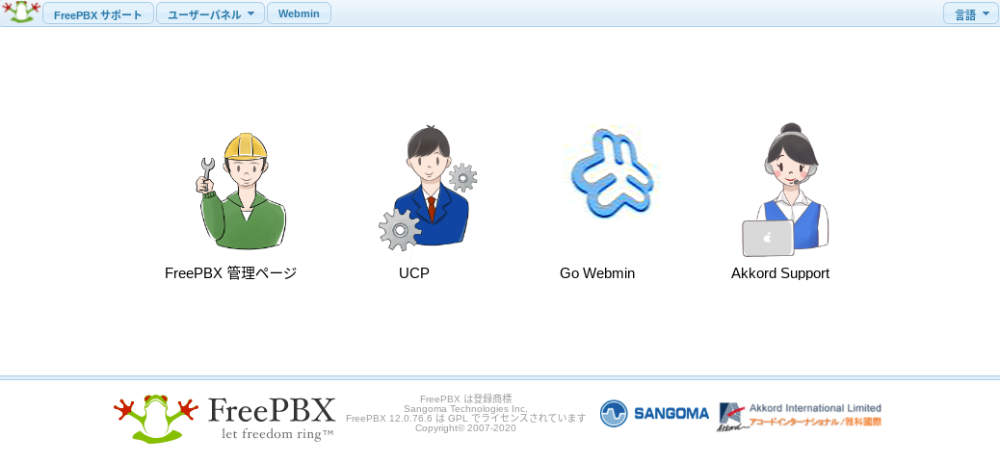 FreePBX サポート
ユーザーパネル
Webmin
言語
FreePBX 管理ページ
UCP
Go Webmin
Akkord Support
FreePBX
let freedom ring™
FreePBX は登録商標
Sangoma Technologies Inc.
FreePBX 12.0.76.6 は GPL でライセンスされています
Copyright© 2007-2020
SANGOMA
Akkord International Limited
アコードインターナショナル /雅科國際
Akkord